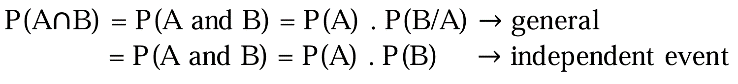 P(A∩B) = P(A and B) = P(A) . P(B/A) → general
= P(A and B) = P(A) . P(B) → independent event